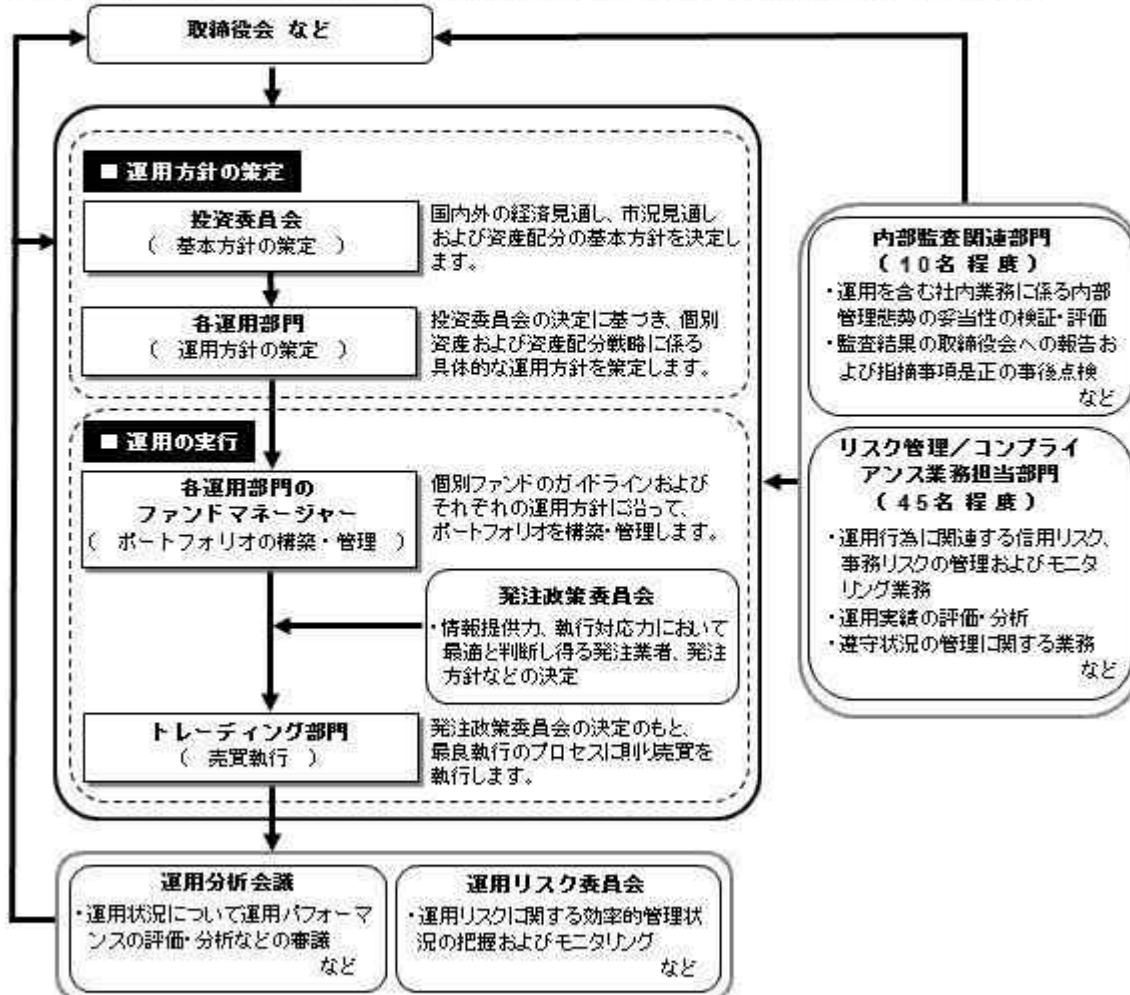 取締役会 など
■ 運用方針の策定
投資委員会
( 基本方針の策定 )
国内外の経済見通し、市況見通し
および資産配分の基本方針を決定し
ます。
各運用部門
( 運用方針の策定 )
投資委員会の決定に基づき、個別
資産および資産配分戦略に係る
具体的な運用方針を策定します。
■ 運用の実行
各運用部門の
ファンドマネージャー
( ポートフォリオの構築・管理 )
個別ファンドのガイドラインおよび
それぞれの運用方針に沿って、
ポートフォリオを構築・管理します。
発注政策委員会
・情報提供力、執行対応力において
最適と判断し得る発注業者、発注
方針などの決定
トレーディング部門
( 売買執行 )
発注政策委員会の決定のもと、
最良執行のプロセスに則り売買を
執行します。
運用分析会議
・運用状況について運用パフォーマ
ンスの評価・分析などの審議
など
運用リスク委員会
・運用リスクに関する効率的管理状
況の把握およびモニタリング
など
内部監査関連部門
(10名程度)
・運用を含む社内業務に係る内部
管理態勢の妥当性の検証・評価
・監査結果の取締役会への報告お
よび指摘事項是正の事後点検
など
リスク管理/コンプライ
アンス業務担当部門
(45名程度)
・運用行為に関連する信用リスク、
事務リスクの管理およびモニタ
リング業務
・運用実績の評価・分析
・遵守状況の管理に関する業務
など